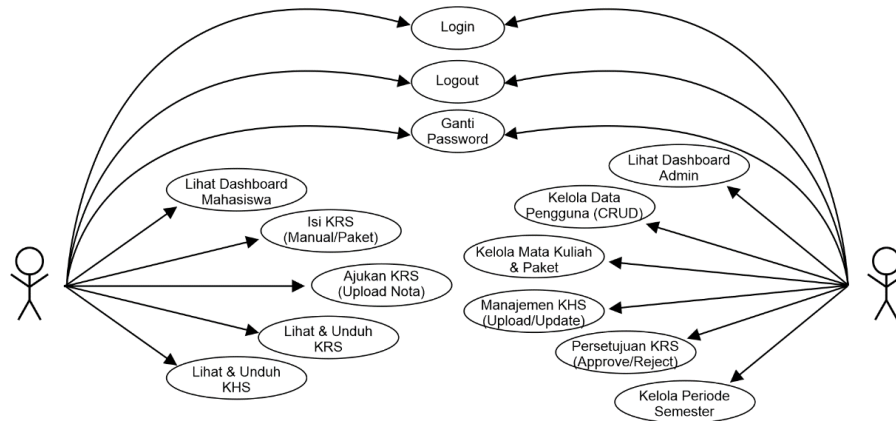 Login
Logout
Ganti
Password
Lihat Dashboard
Mahasiswa
Isi KRS
(Manual/Paket)
Ajukan KRS
(Upload Nota)
Lihat & Unduh
KRS
Lihat & Unduh
KHS
Lihat Dashboard
Admin
Kelola Data
Pengguna (CRUD)
Kelola Mata Kuliah
& Paket
Manajemen KHS
(Upload/Update)
Persetujuan KRS
(Approve/Reject)
Kelola Periode
Semester